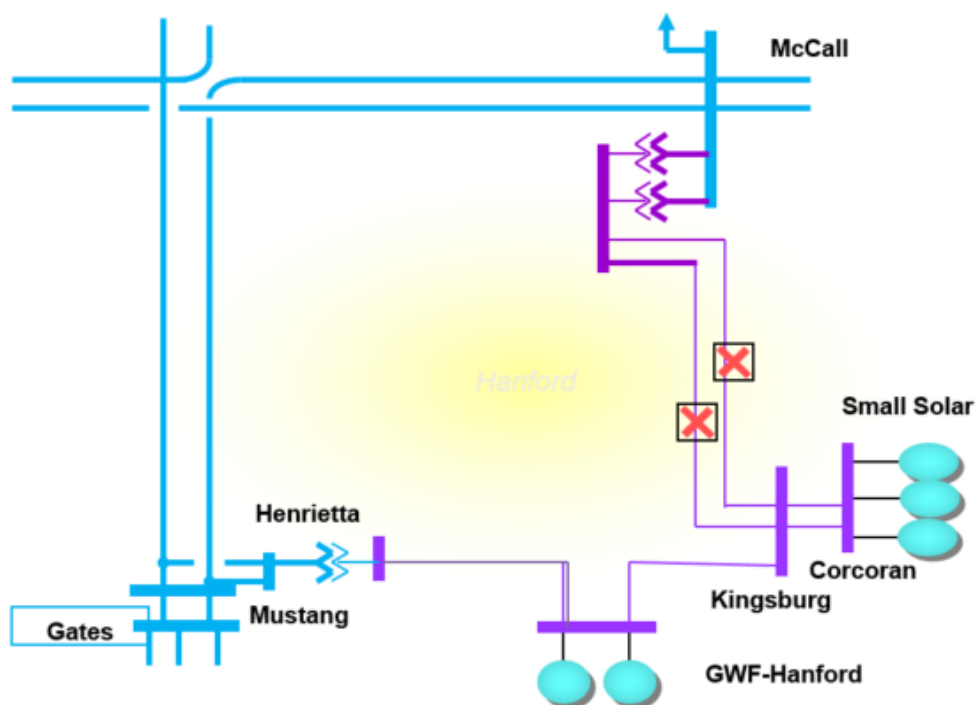 McCall
Hanford
Small Solar
Henrietta
Corcoran
Kingsburg
Mustang
Gates
GWF-Hanford